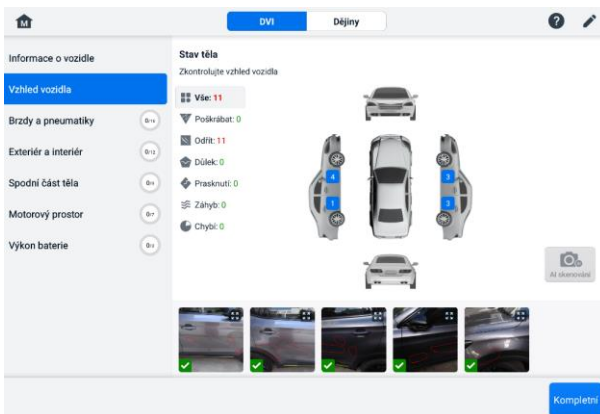 M
DVI
Dějiny
?
Informace o vozidle
Vzhled vozidla
Brzdy a pneumatiky
Exteriér a interiér
Spodní část těla
Motorový prostor
Výkon baterie
Stav těla
Zkontrolujte vzhled vozidla
Vše: 11
Poškrábat: 0
Odřít: 11
Důlek: 0
Prasknutí: 0
Záhyb: 0
Chybí: 0
4
3
1
3
AI skenování
Kompletní